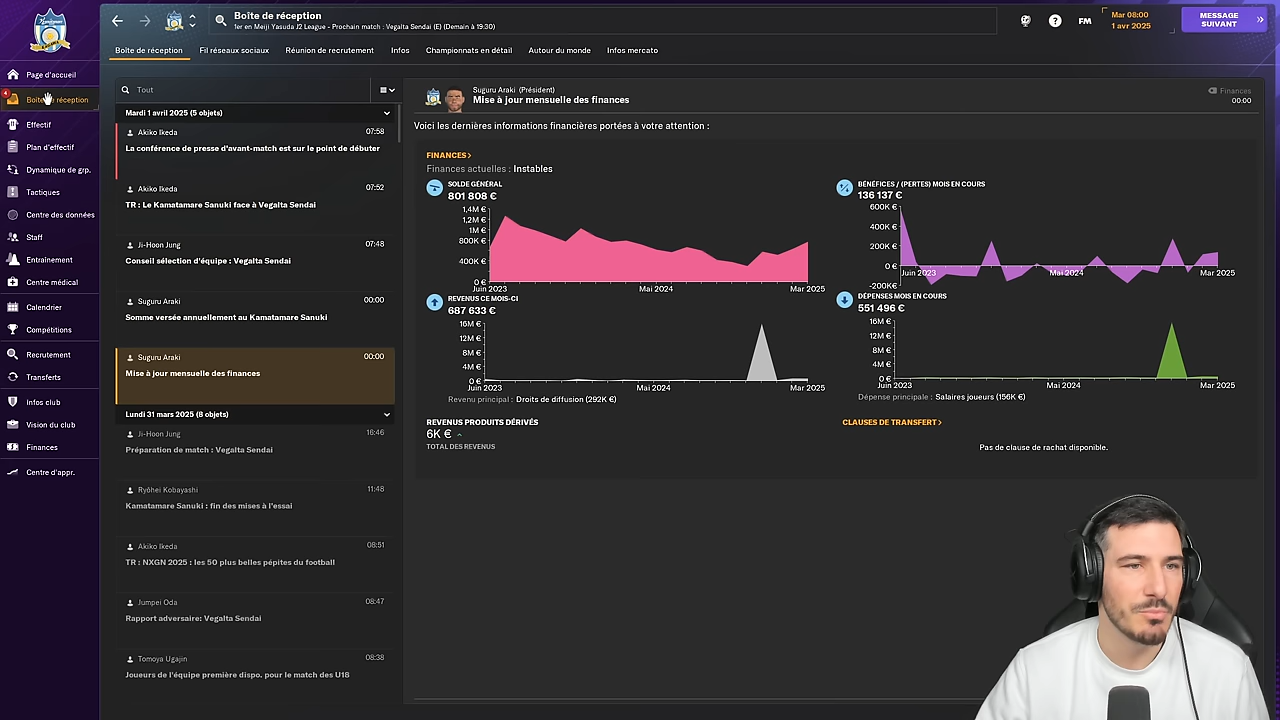 Boîte de réception
1er en Meiji Yasuda J2 League - Prochain match : Vegalta Sendai (E) (Demain à 19:30)
FM
Mar 08:00
1 avr 2025
MESSAGE SUIVANT
Boîte de réception
Fil réseaux sociaux
Réunion de recrutement
Infos
Championnats en détail
Autour du monde
Infos mercato
Page d'accueil
4
Effectif
Plan d'effectif
Dynamique de grp.
Tactiques
Centre des données
Staff
Entraînement
Centre médical
Calendrier
Compétitions
Recrutement
Transferts
Infos club
Vision du club
Finances
Centre d'appr.
Tout
Mardi 1 avril 2025 (5 objets)
Akiko Ikeda 07:58
La conférence de presse d'avant-match est sur le point de débuter
Akiko Ikeda 07:52
TR : Le Kamatamare Sanuki face à Vegalta Sendai
Ji-Hoon Jung 07:48
Conseil sélection d'équipe : Vegalta Sendai
Suguru Araki 00:00
Somme versée annuellement au Kamatamare Sanuki
Suguru Araki 00:00
Mise à jour mensuelle des finances
Lundi 31 mars 2025 (8 objets)
Ji-Hoon Jung 16:46
Préparation de match : Vegalta Sendai
Ryōhei Kobayashi 11:48
Kamatamare Sanuki : fin des mises à l'essai
Akiko Ikeda 08:51
TR : NXGN 2025 : les 50 plus belles pépites du football
Jumpei Oda 08:47
Rapport adversaire: Vegalta Sendai
Tomoya Ugajin 08:38
Joueurs de l'équipe première dispo. pour le match des U18
Suguru Araki (Président)
Mise à jour mensuelle des finances
Finances
00:00
Voici les dernières informations financières portées à votre attention :
FINANCES >
Finances actuelles : Instables
SOLDE GÉNÉRAL
801 808 €
1,4M €
1,2M €
1M €
800K €
400K €
0 €
Juin 2023
Mai 2024
Mar 2025
BÉNÉFICES / (PERTES) MOIS EN COURS
136 137 €
600K €
400K €
200K €
0 €
-200K €
Juin 2023
Mai 2024
Mar 2025
REVENUS CE MOIS-CI
687 633 €
16M €
12M €
8M €
4M €
0 €
Juin 2023
Mai 2024
Mar 2025
Revenu principal : Droits de diffusion (292K €)
DÉPENSES MOIS EN COURS
551 496 €
16M €
12M €
8M €
4M €
0 €
Juin 2023
Mai 2024
Mar 2025
Dépense principale : Salaires joueurs (156K €)
REVENUS PRODUITS DÉRIVÉS
6K €
TOTAL DES REVENUS
CLAUSES DE TRANSFERT >
Pas de clause de rachat disponible.